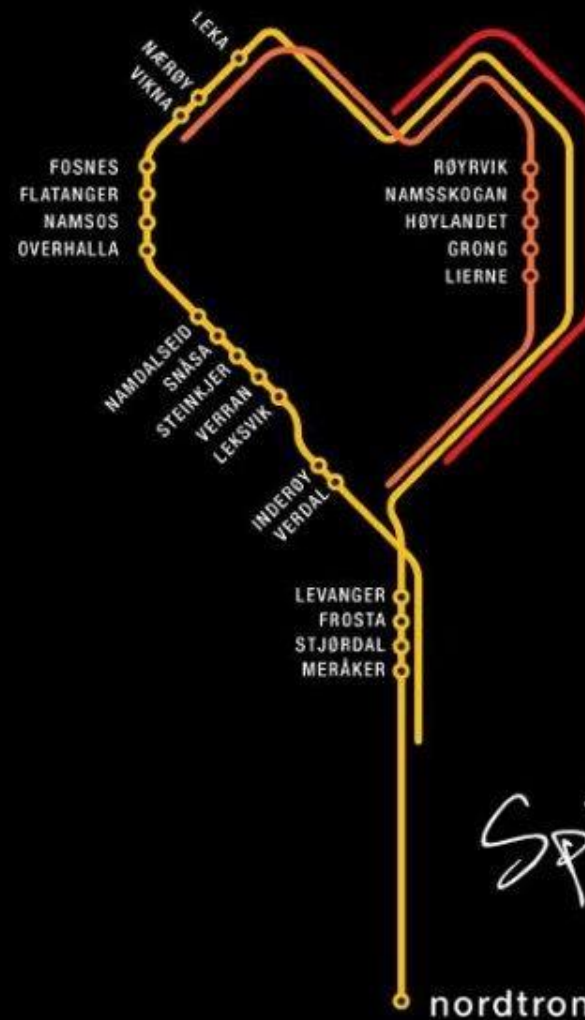 LEKA
NÆRØY
VIKNA
FOSNES
FLATANGER
NAMSOS
OVERHALLA
RØYRVIK
NAMSSKOGAN
HØYLANDET
GRONG
LIERNE
NAMDALSEID
SNÅSA
STEINKJER
VERRAN
LEKSVIK
INDERØY
VERDAL
LEVANGER
FROSTA
STJØRDAL
MERÅKER
Sp
nordtron